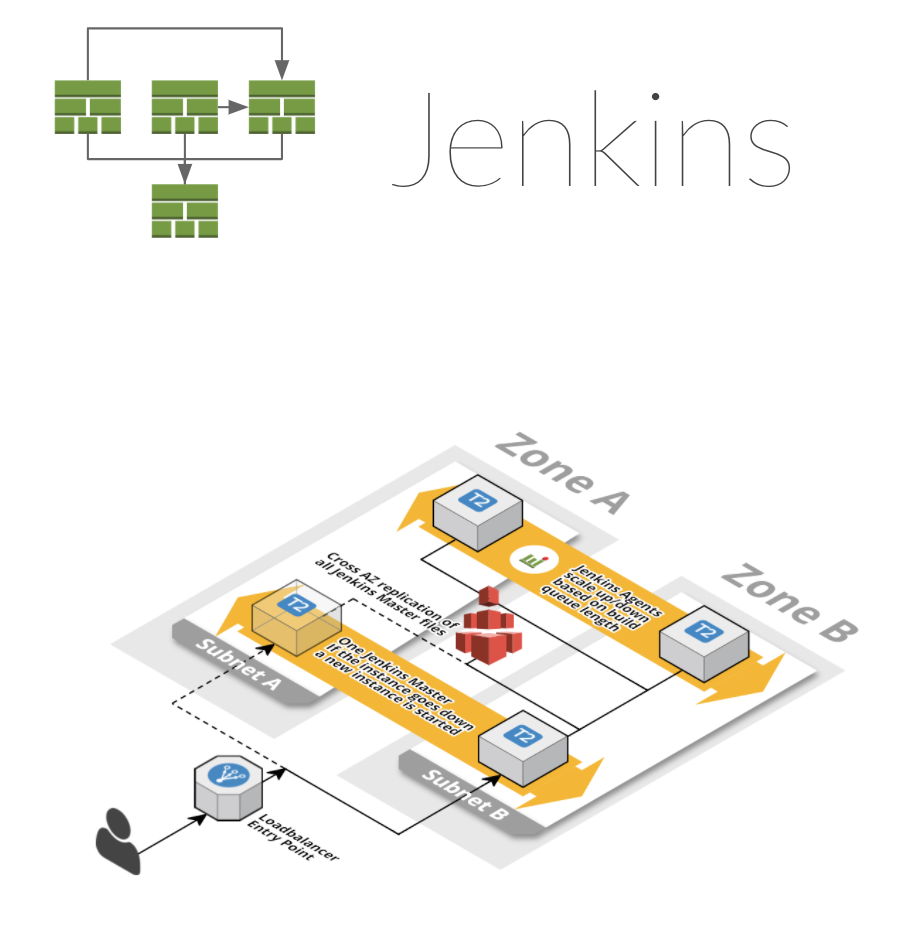 Jenkins
Zone A
T2
Jenkins Agents
scale up/down
based on build
queue length
Zone B
T2
Cross AZ replication of
all Jenkins Master files
T2
One Jenkins Master
If the instance goes down
a new instance is started
Subnet A
T2
Subnet B
Loadbalancer
Entry Point